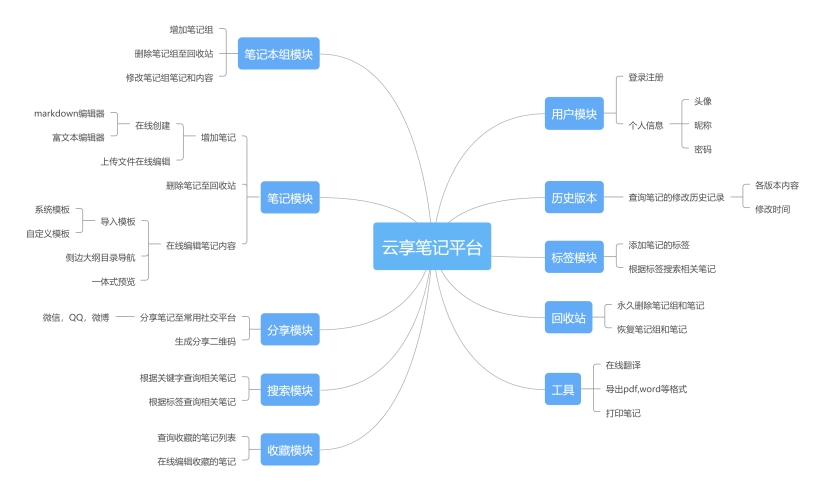 云享笔记平台
笔记本组模块
增加笔记组
删除笔记组至回收站
修改笔记组笔记和内容
笔记模块
增加笔记
在线创建
markdown编辑器
富文本编辑器
上传文件在线编辑
删除笔记至回收站
在线编辑笔记内容
导入模板
系统模板
自定义模板
侧边大纲目录导航
一体式预览
分享模块
分享笔记至常用社交平台
微信，QQ，微博
生成分享二维码
搜索模块
根据关键字查询相关笔记
根据标签查询相关笔记
收藏模块
查询收藏的笔记列表
在线编辑收藏的笔记
用户模块
登录注册
个人信息
头像
昵称
密码
历史版本
查询笔记的修改历史记录
各版本内容
修改时间
标签模块
添加笔记的标签
根据标签搜索相关笔记
回收站
永久删除笔记组和笔记
恢复笔记组和笔记
工具
在线翻译
导出pdf,word等格式
打印笔记